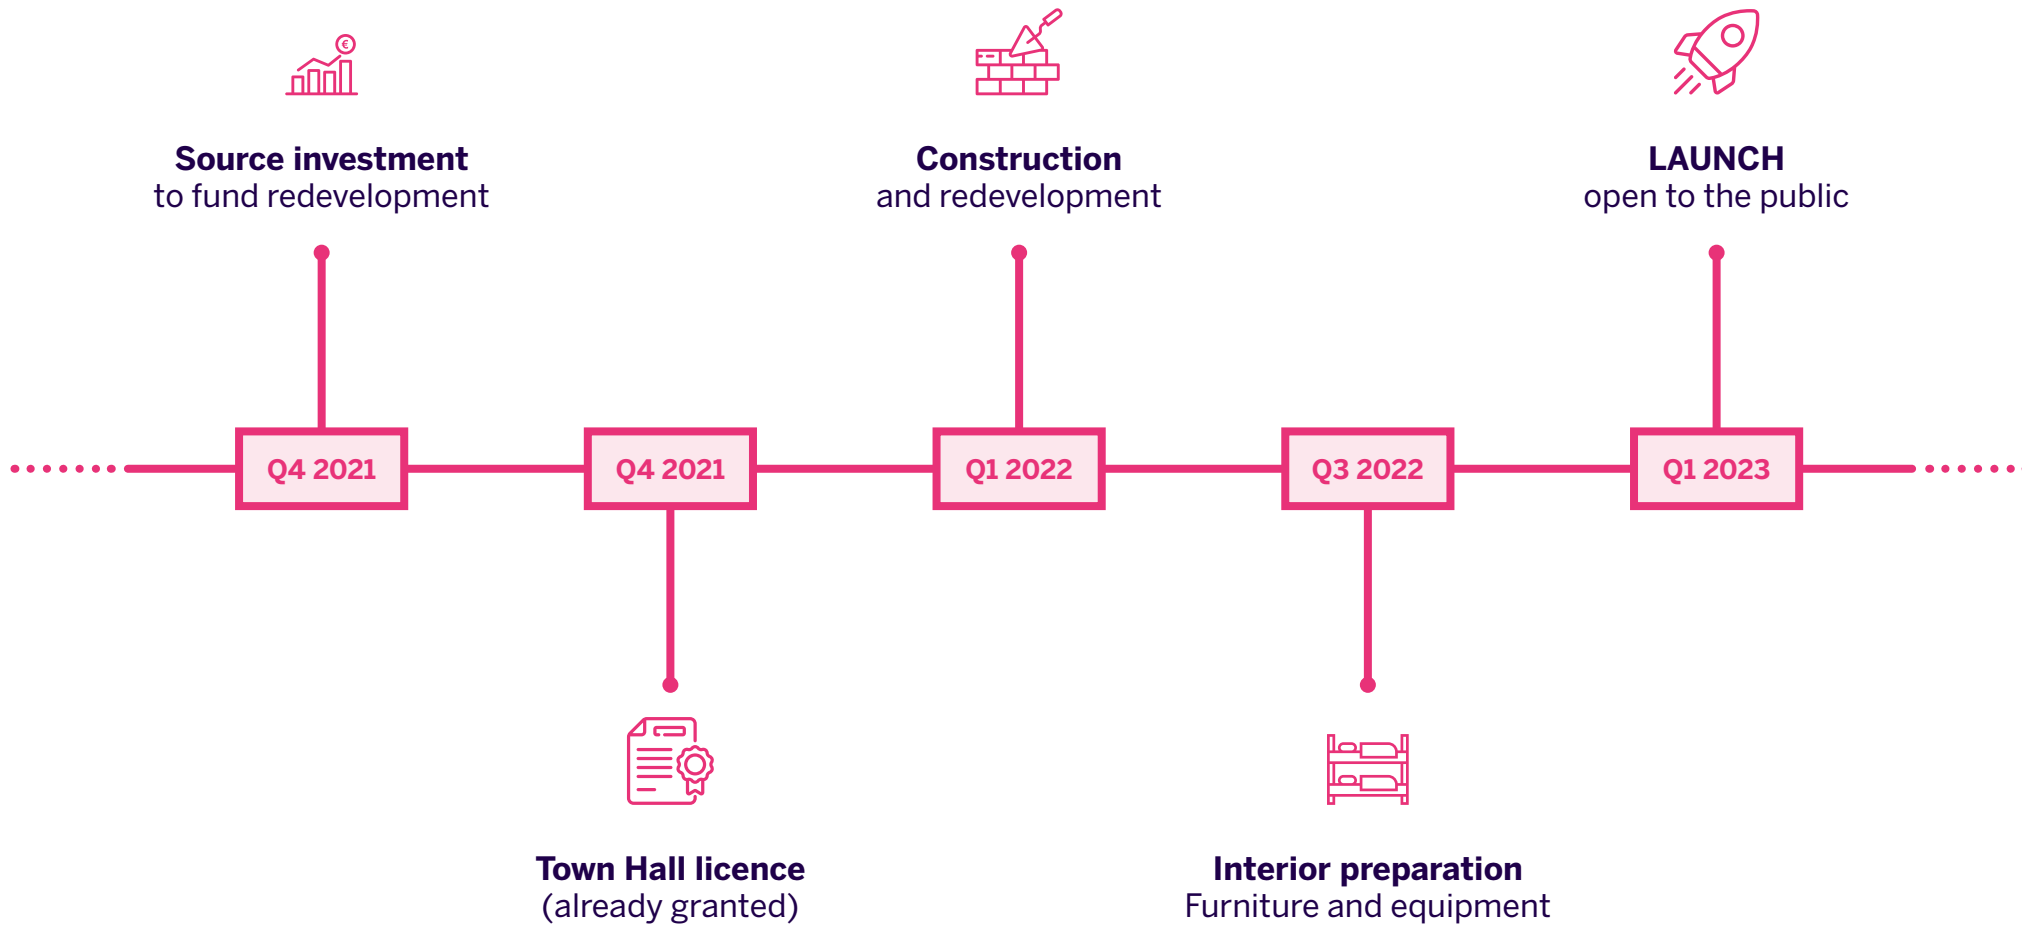 €
Source investment
to fund redevelopment
Construction
and redevelopment
LAUNCH
open to the public
Q4 2021
Q4 2021
Q1 2022
Q3 2022
Q1 2023
Town Hall licence
(already granted)
Interior preparation
Furniture and equipment